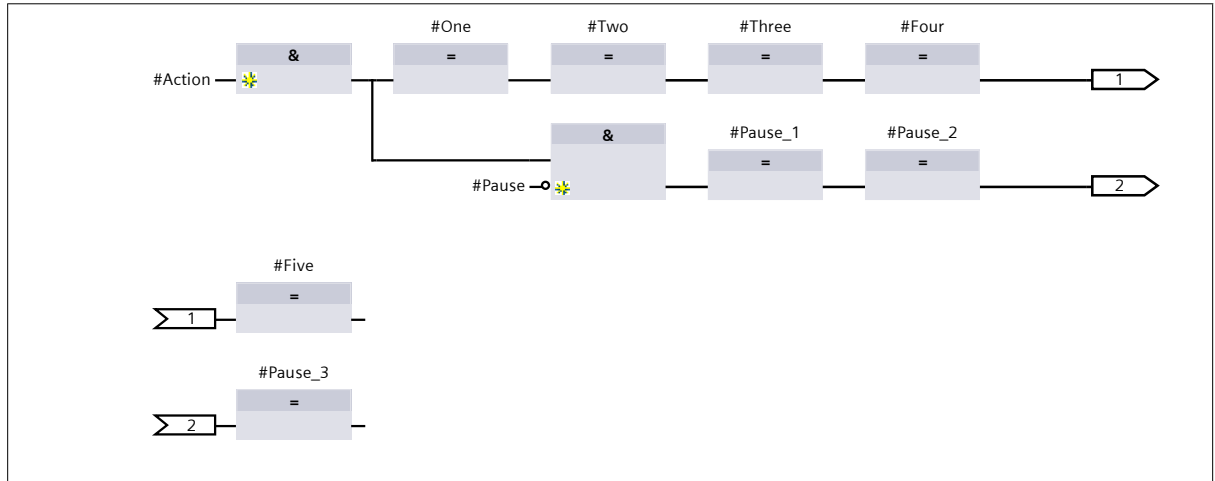 #One #Two #Three #Four
& = = = =
#Action 1
& #Pause_1 #Pause_2
= =
#Pause 2
#Five
=
1
#Pause_3
=
2